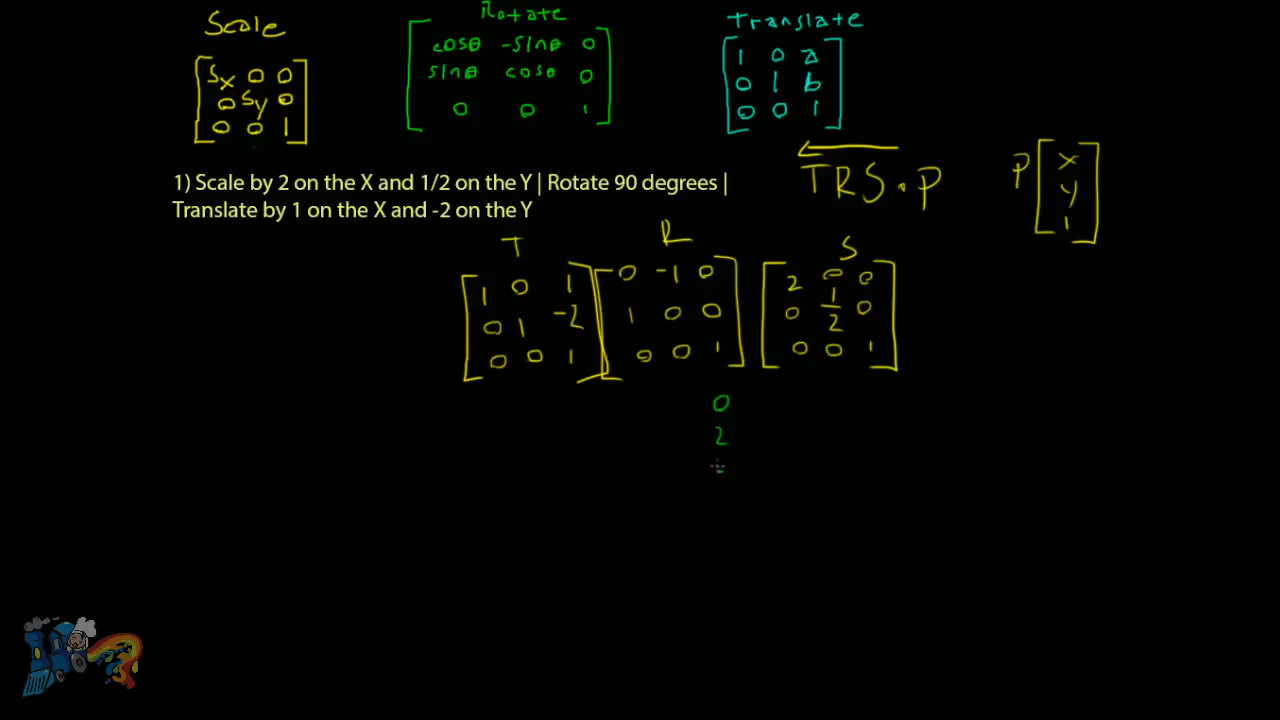 Scale
Rotate
Translate
Sx 0 0
0 Sy 0
0 0 1
cosθ -sinθ 0
sinθ cosθ 0
0 0 1
1 0 a
0 1 b
0 0 1
1) Scale by 2 on the X and 1/2 on the Y | Rotate 90 degrees |
Translate by 1 on the X and -2 on the Y
TRS.P
P
x
y
1
T
R
S
1 0 1
0 1 -2
0 0 1
0 -1 0
1 0 0
0 0 1
2 0 0
0 1/2 0
0 0 1
0
2